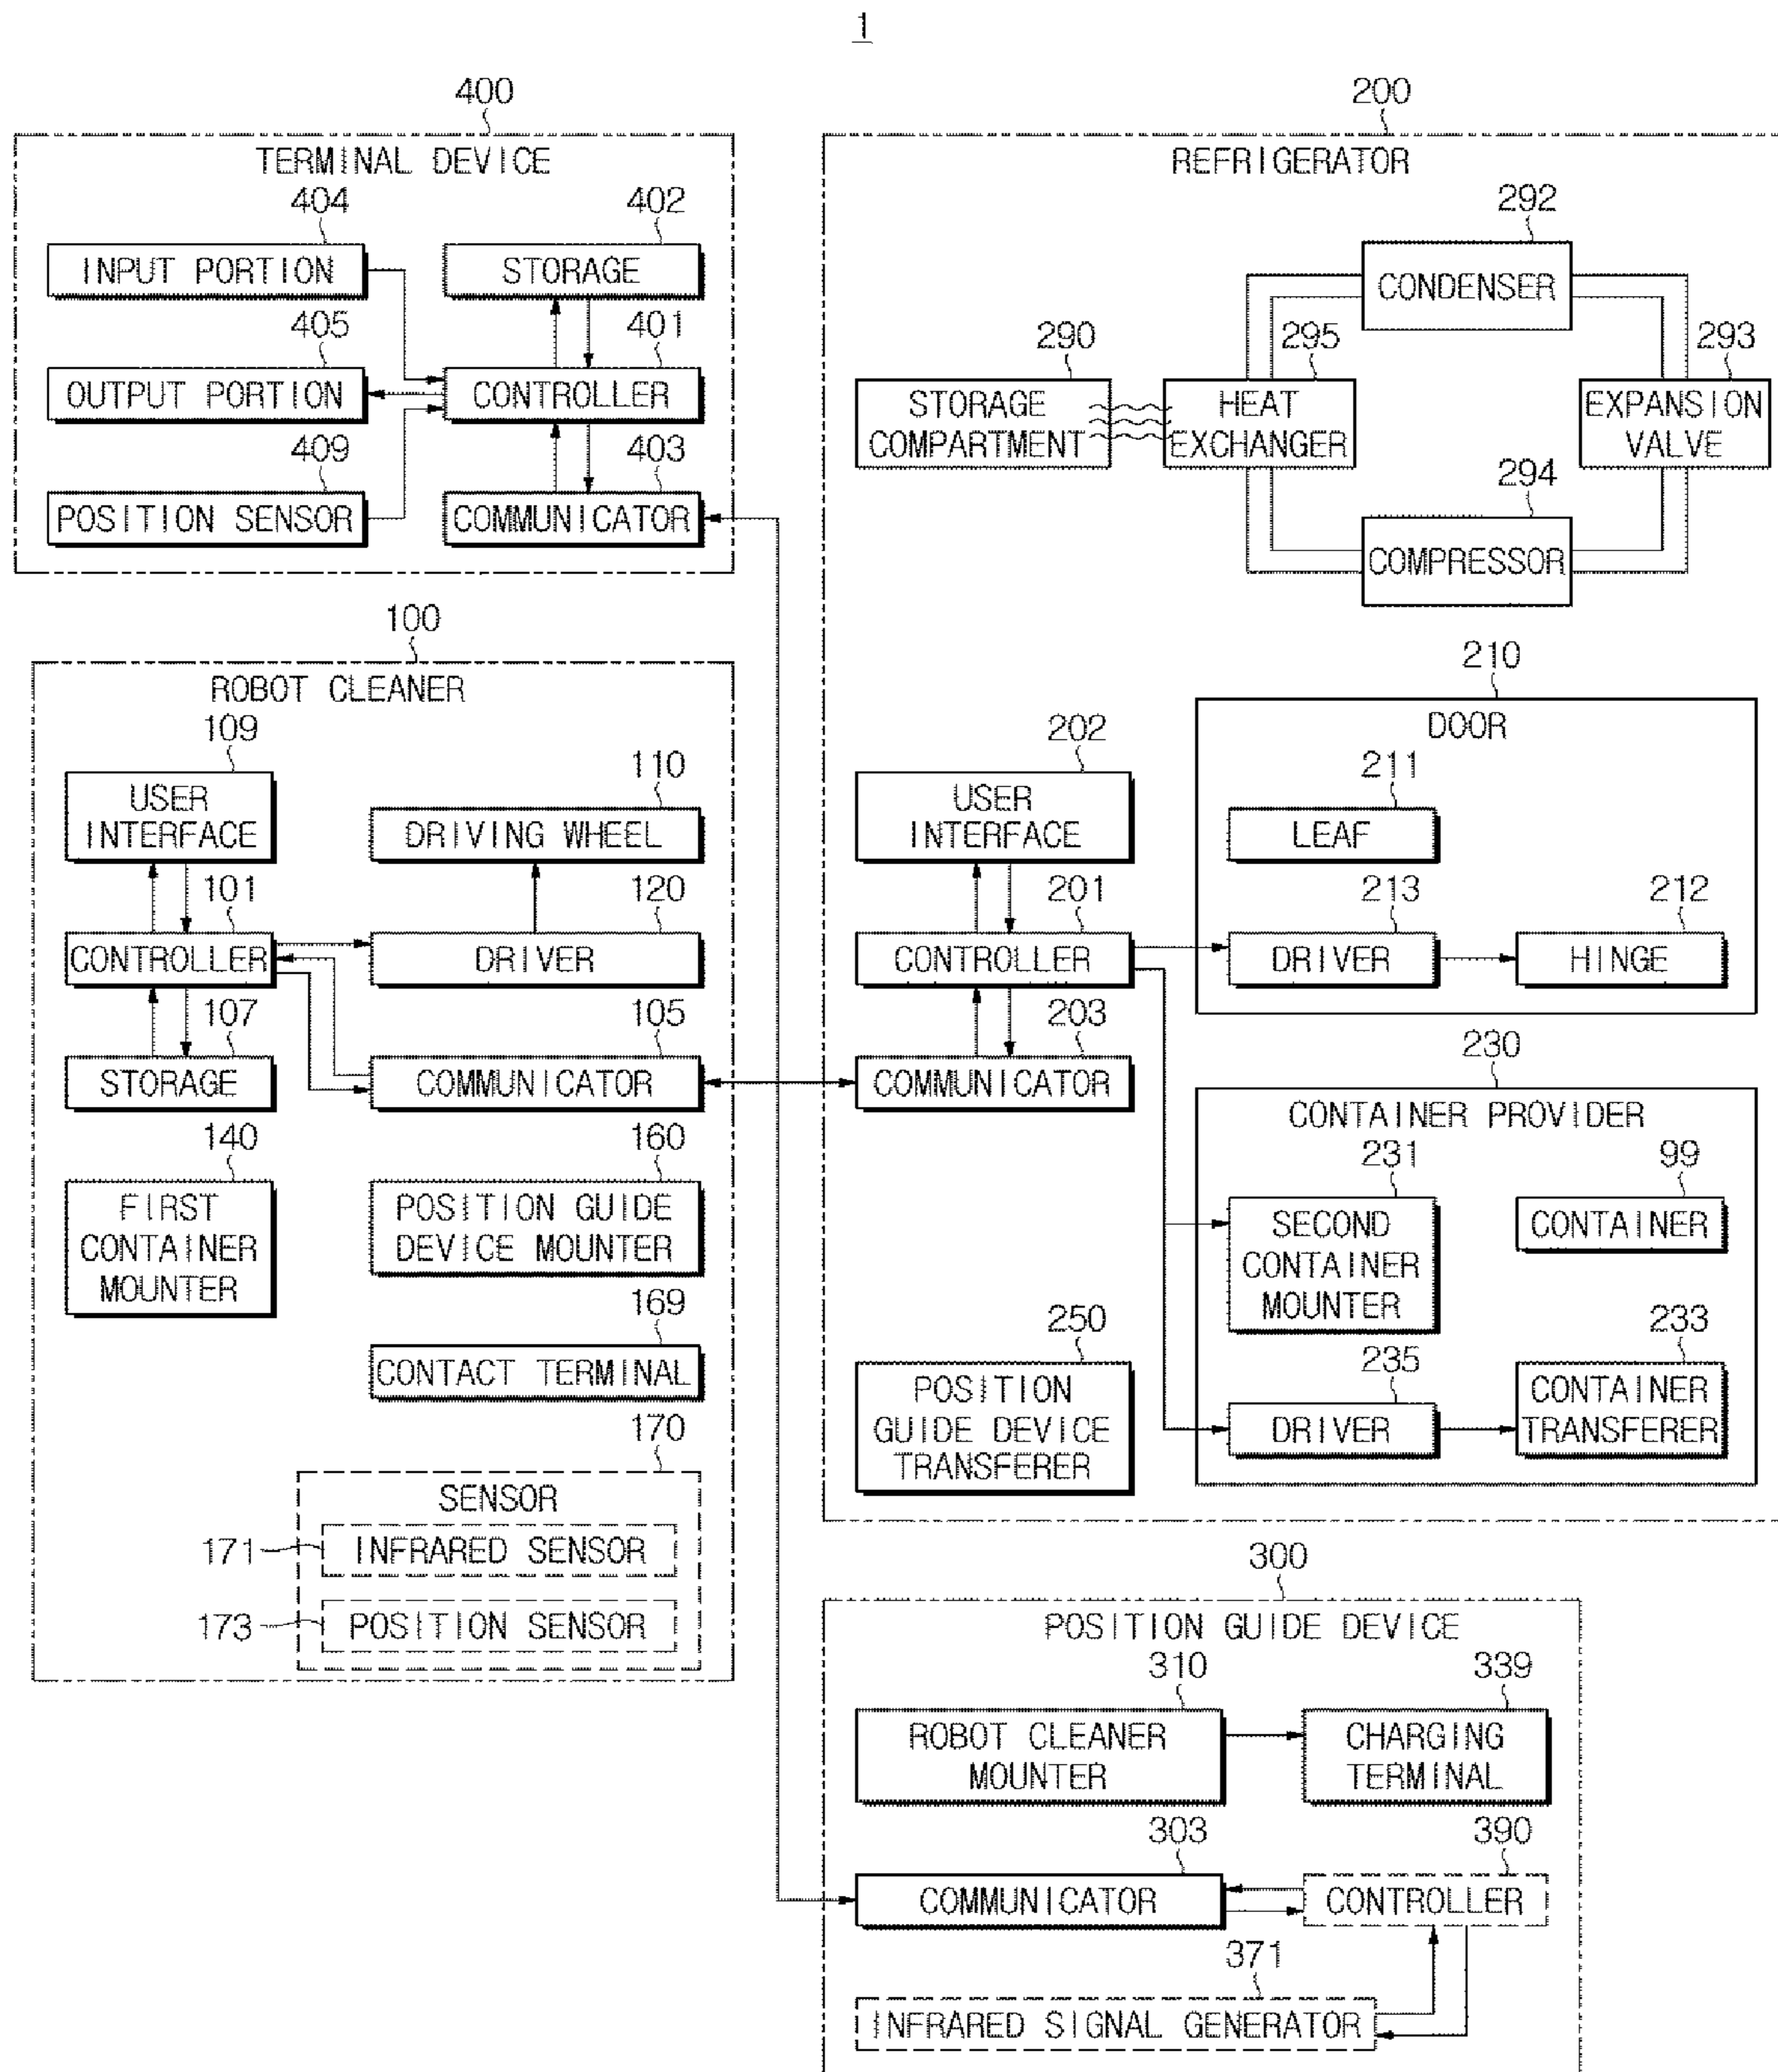 1
400
TERMINAL DEVICE
404
402
INPUT PORTION
STORAGE
405
401
OUTPUT PORTION
CONTROLLER
409
403
POSITION SENSOR
COMMUNICATOR
200
REFRIGERATOR
292
CONDENSER
290
295
293
STORAGE
COMPARTMENT
HEAT
EXCHANGER
EXPANSION
VALVE
294
COMPRESSOR
100
ROBOT CLEANER
109
110
USER
INTERFACE
DRIVING WHEEL
101
120
CONTROLLER
DRIVER
107
105
STORAGE
COMMUNICATOR
140
160
FIRST
CONTAINER
MOUNTER
POSITION GUIDE
DEVICE MOUNTER
169
CONTACT TERMINAL
170
SENSOR
171
INFRARED SENSOR
173
POSITION SENSOR
210
DOOR
202
211
USER
INTERFACE
LEAF
201
213
212
CONTROLLER
DRIVER
HINGE
203
COMMUNICATOR
230
CONTAINER PROVIDER
231
99
SECOND
CONTAINER
MOUNTER
CONTAINER
250
235
233
POSITION
GUIDE DEVICE
TRANSFERER
DRIVER
CONTAINER
TRANSFERER
300
POSITION GUIDE DEVICE
310
339
ROBOT CLEANER
MOUNTER
CHARGING
TERMINAL
303
390
COMMUNICATOR
CONTROLLER
371
INFRARED SIGNAL GENERATOR